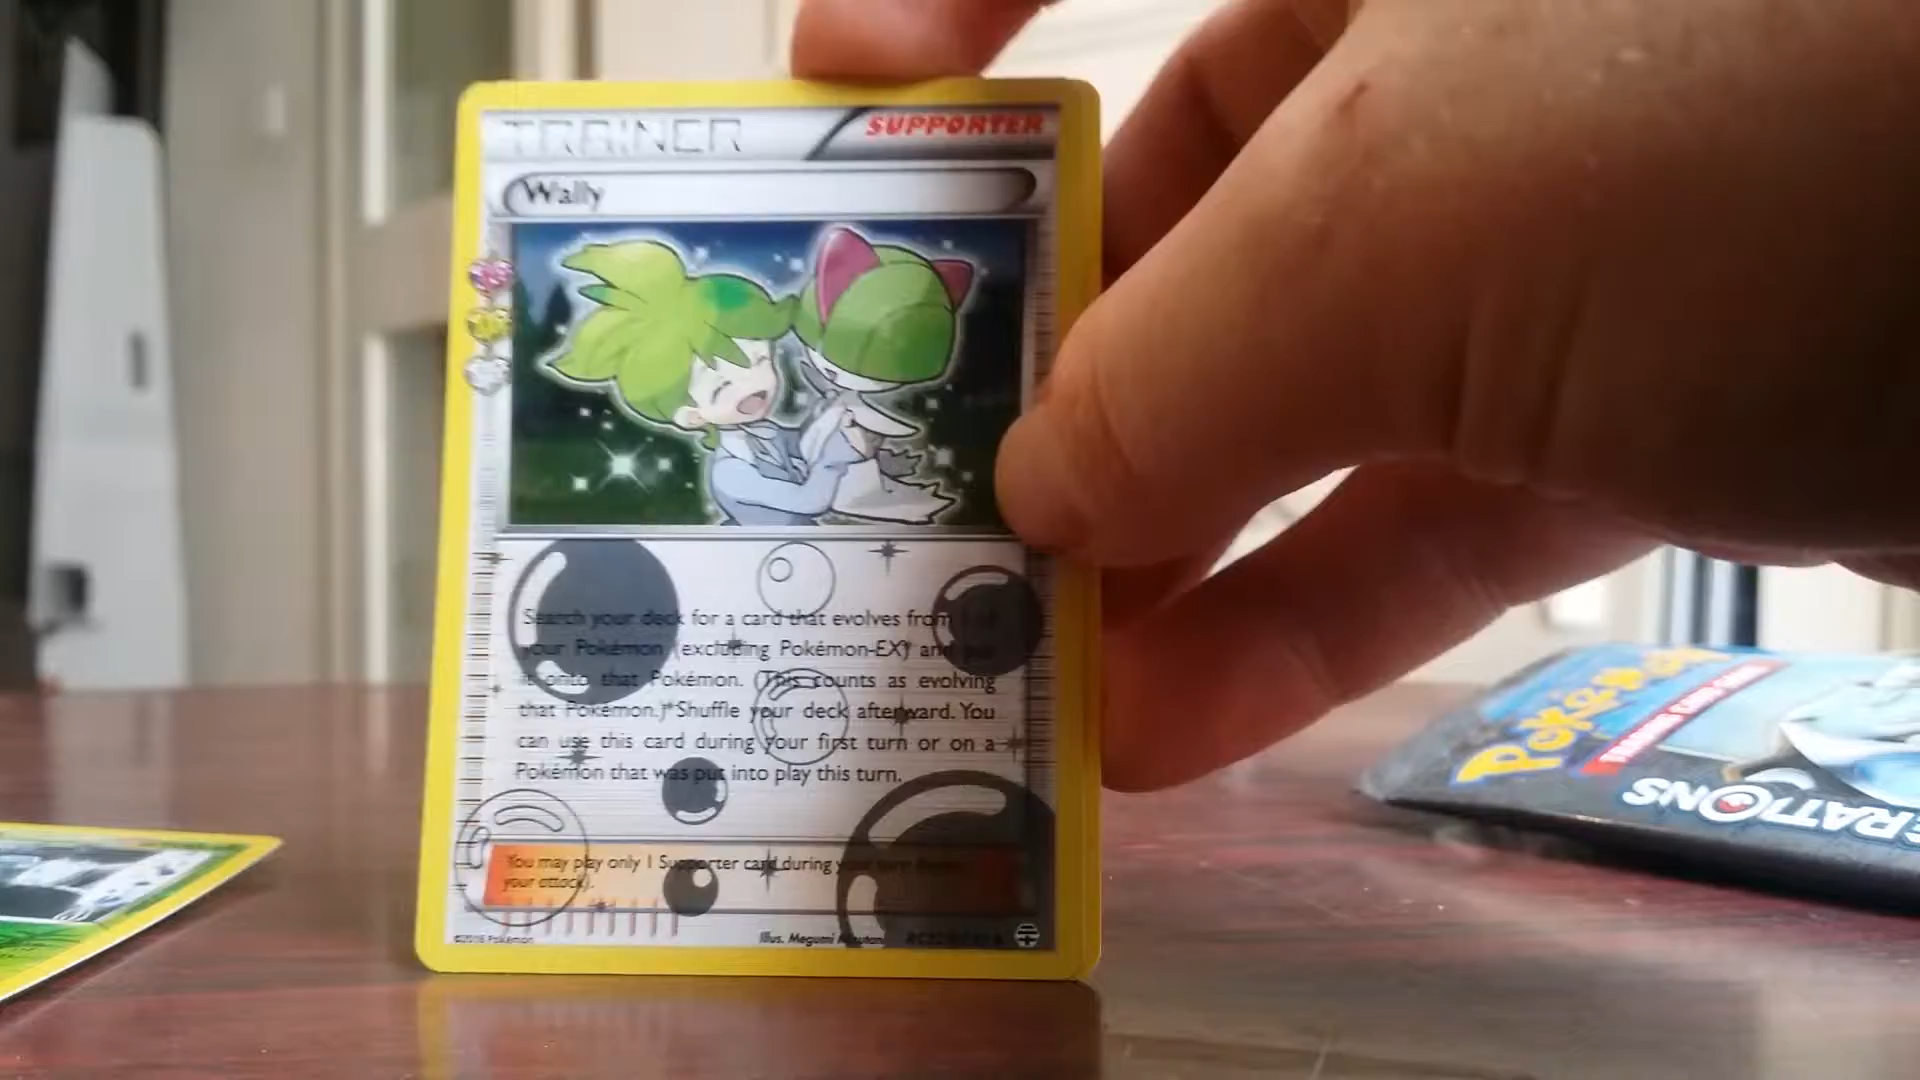 TRAINER
SUPPORTER
Wally
Search your deck for a card that evolves from
your Pokémon (excluding Pokémon-EX) and put
it onto that Pokémon. (This counts as evolving
that Pokémon.) Shuffle your deck afterward. You
can use this card during your first turn or on a
Pokémon that was put into play this turn.
You may play only 1 Supporter card during your turn
your attack).
©2016 Pokémon
Illus. Megumi Mizutani
Pokémon
TRADING CARD GAME
ERATIONS